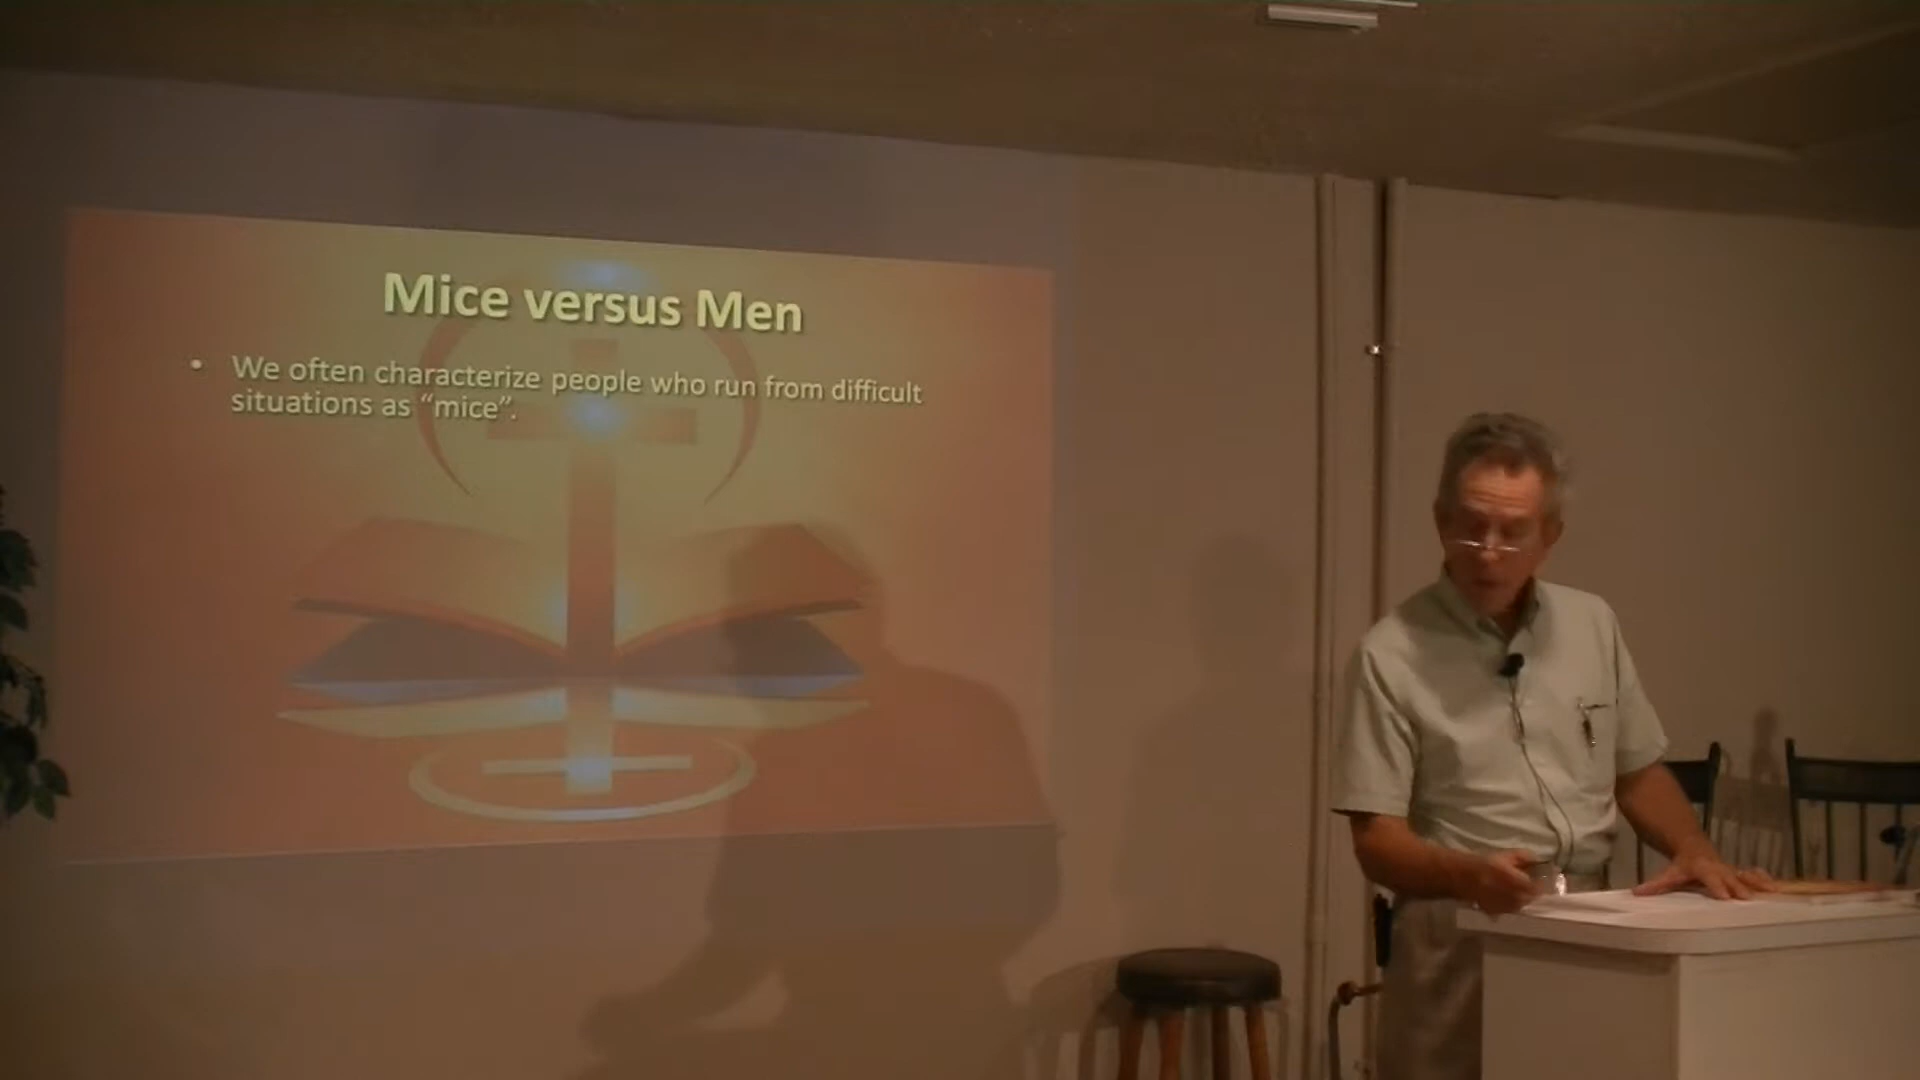 Mice versus Men
• We often characterize people who run from difficult
situations as “mice”.